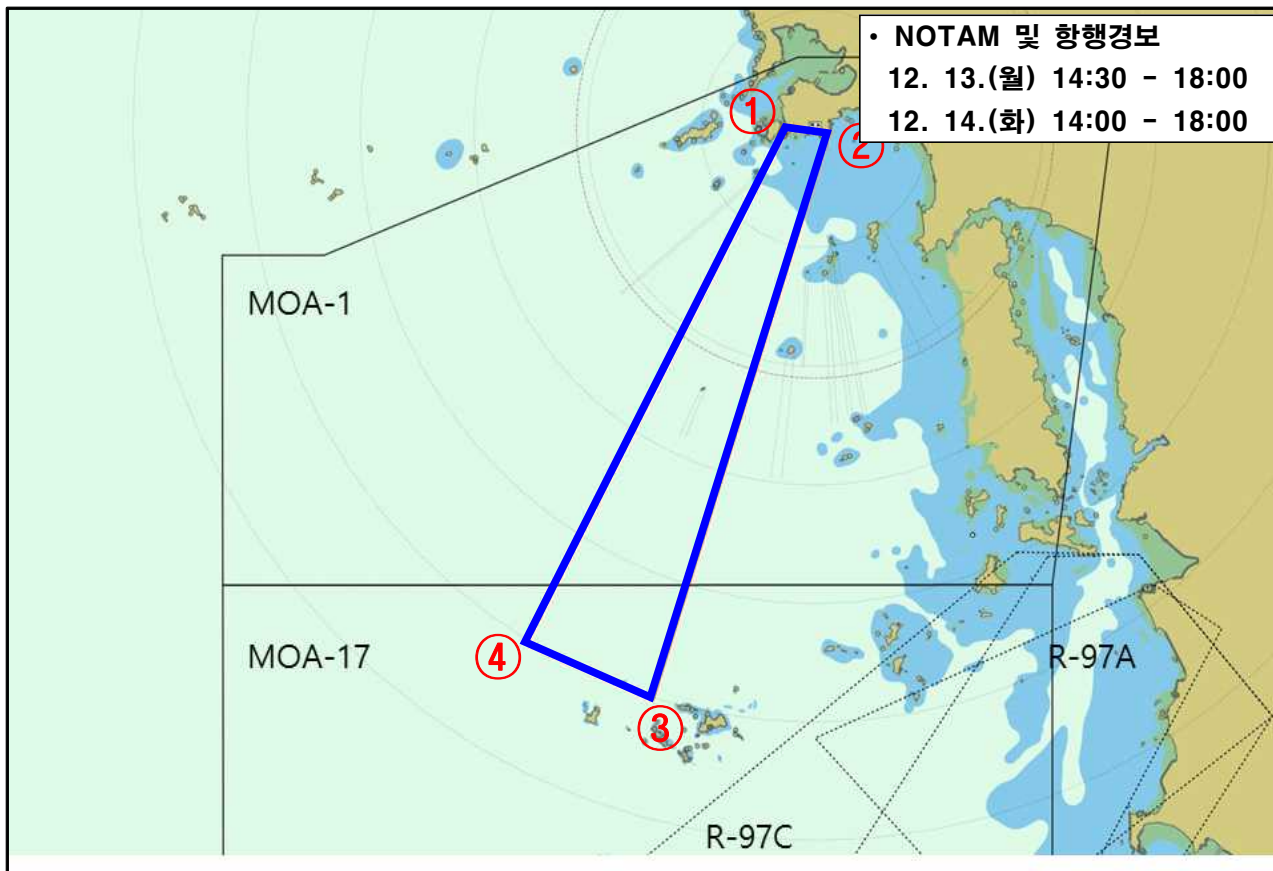 • NOTAM 및 항행경보
12. 13.(월) 14:30 - 18:00
12. 14.(화) 14:00 - 18:00
①
②
MOA-1
MOA-17
④
R-97A
③
R-97C